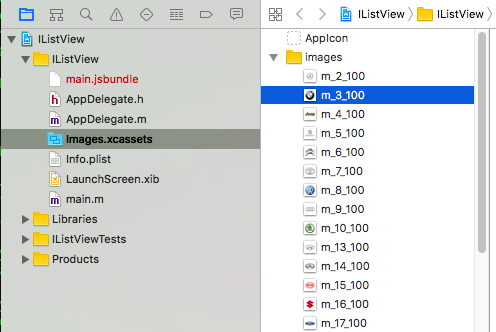 IListView
IListView
main.jsbundle
AppDelegate.h
AppDelegate.m
Images.xcassets
Info.plist
LaunchScreen.xib
main.m
Libraries
IListViewTests
Products
IListView
IListView
AppIcon
images
m_2_100
m_3_100
m_4_100
m_5_100
m_6_100
m_7_100
m_8_100
m_9_100
m_10_100
m_13_100
m_14_100
m_15_100
m_16_100
m_17_100